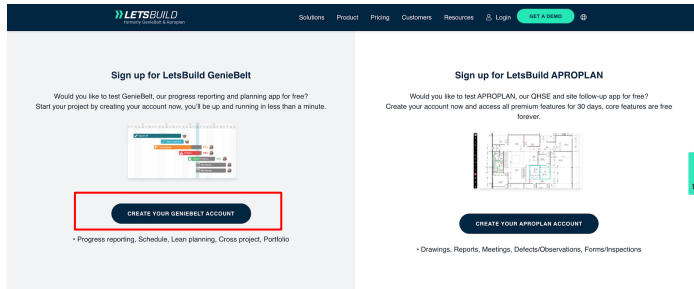 LETSBUILD
formerly GenieBelt & Aproplan
Solutions
Product
Pricing
Customers
Resources
Login
GET A DEMO
Sign up for LetsBuild GenieBelt
Would you like to test GenieBelt, our progress reporting and planning app for free?
Start your project by creating your account now, you'll be up and running in less than a minute.
CREATE YOUR GENIEBELT ACCOUNT
• Progress reporting, Schedule, Lean planning, Cross project, Portfolio
Sign up for LetsBuild APROPLAN
Would you like to test APROPLAN, our QHSE and site follow-up app for free?
Create your account now and access all premium features for 30 days, core features are free
forever.
CREATE YOUR APROPLAN ACCOUNT
• Drawings, Reports, Meetings, Defects/Observations, Forms/Inspections